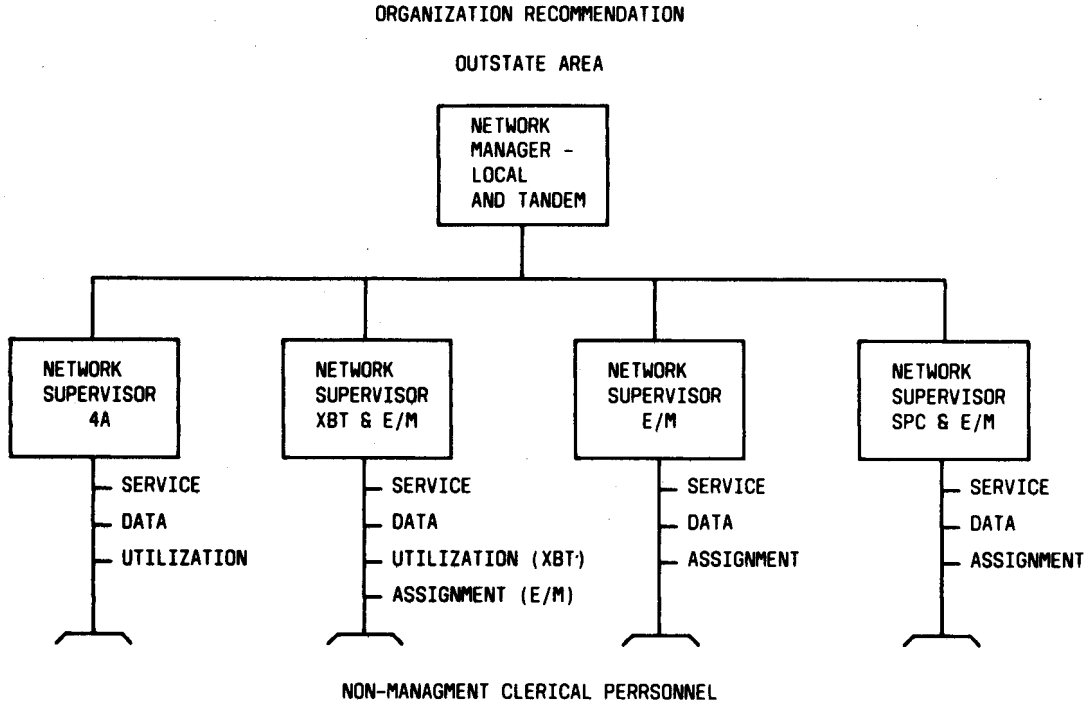 ORGANIZATION RECOMMENDATION
OUTSTATE AREA
NETWORK
MANAGER -
LOCAL
AND TANDEM
NETWORK
SUPERVISOR
4A
SERVICE
DATA
UTILIZATION
NETWORK
SUPERVISOR
XBT & E/M
SERVICE
DATA
UTILIZATION (XBT)
ASSIGNMENT (E/M)
NETWORK
SUPERVISOR
E/M
SERVICE
DATA
ASSIGNMENT
NETWORK
SUPERVISOR
SPC & E/M
SERVICE
DATA
ASSIGNMENT
NON-MANAGMENT CLERICAL PERRSONNEL